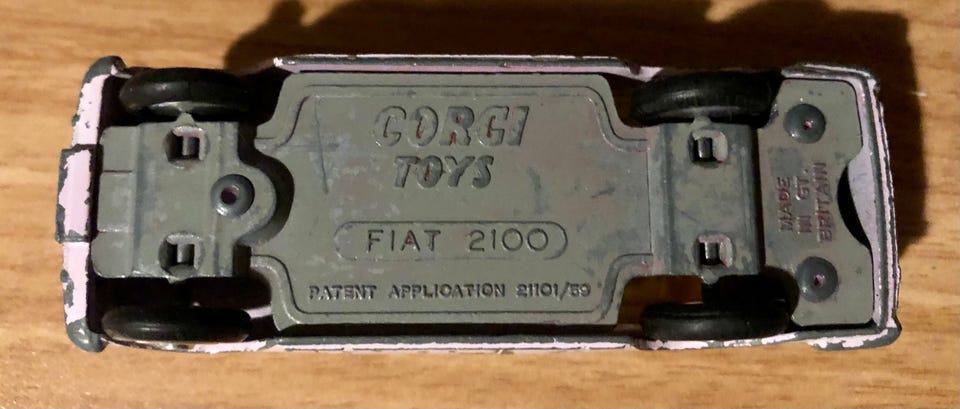 CORGI
TOYS
FIAT 2100
PATENT APPLICATION 21101/59
MADE
IN GT.
BRITAIN